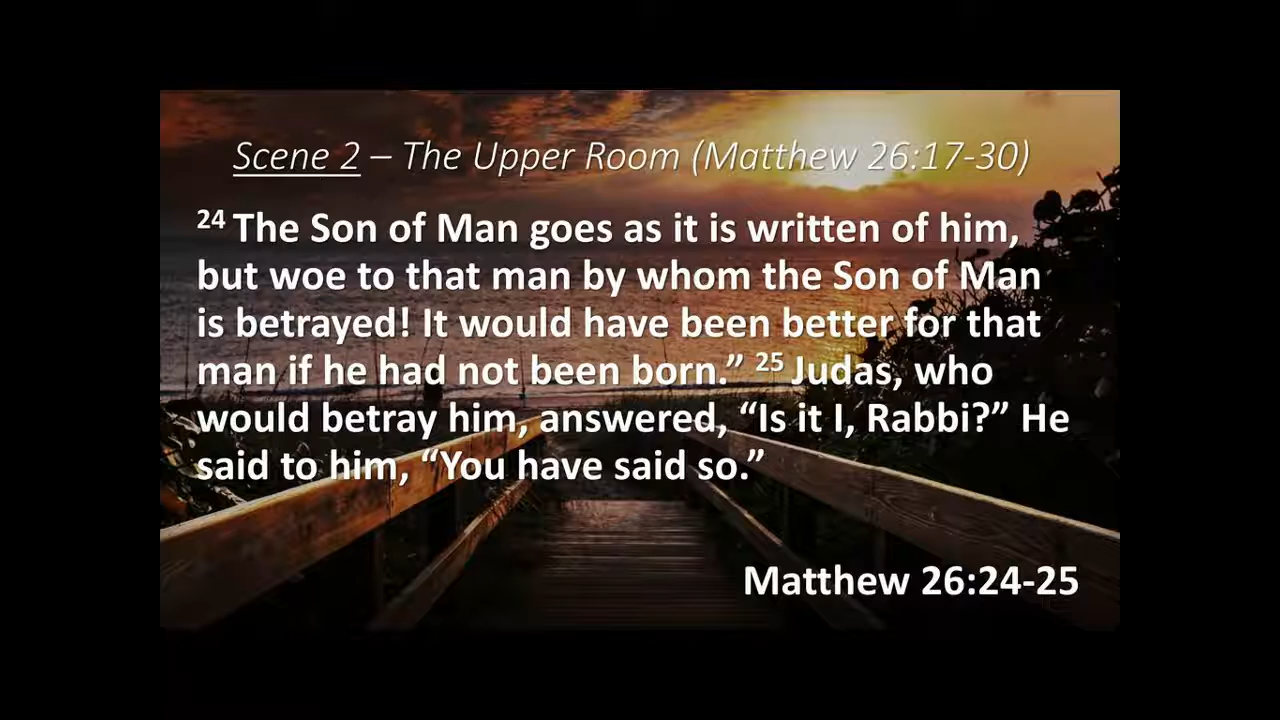 Scene 2 – The Upper Room (Matthew 26:17-30)
24 The Son of Man goes as it is written of him,
but woe to that man by whom the Son of Man
is betrayed! It would have been better for that
man if he had not been born.” 25 Judas, who
would betray him, answered, “Is it I, Rabbi?” He
said to him, “You have said so.”
Matthew 26:24-25